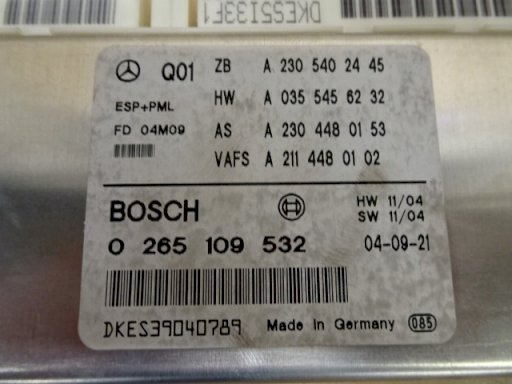 DKES5I33F1
Q01 ZB A 230 540 24 45
ESP+PML HW A 035 545 62 32
FD 04M09 AS A 230 448 01 53
VAFS A 211 448 01 02
BOSCH HW 11/04
SW 11/04
0 265 109 532 04-09-21
DKES39040789 Made in Germany 085